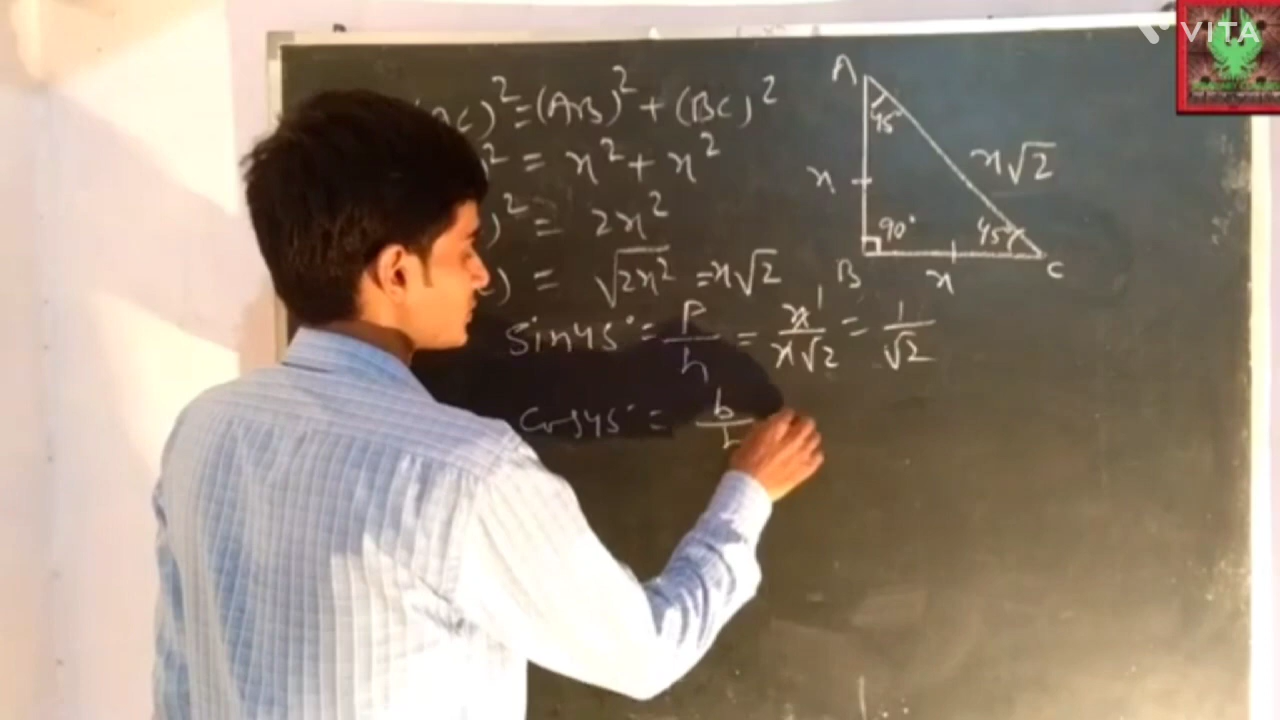 C)² = (AB)² + (BC)²
² = x² + x²
)² = 2x²
) = √2x² = x√2
Sin45° = P/h = x1/x√2 = 1/√2
Cos45° = b/
A
45°
x
x√2
90°
45°
B
x
C
VITA